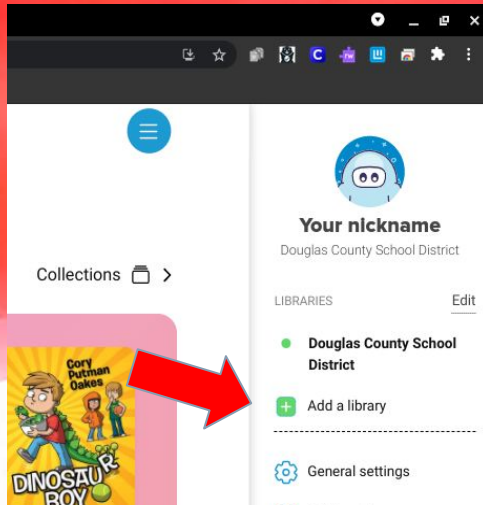 Your nickname
Douglas County School District
Collections
LIBRARIES Edit
Douglas County School
District
Cory
Putman
Oakes
Add a library
General settings
DINOSAUR
BOY